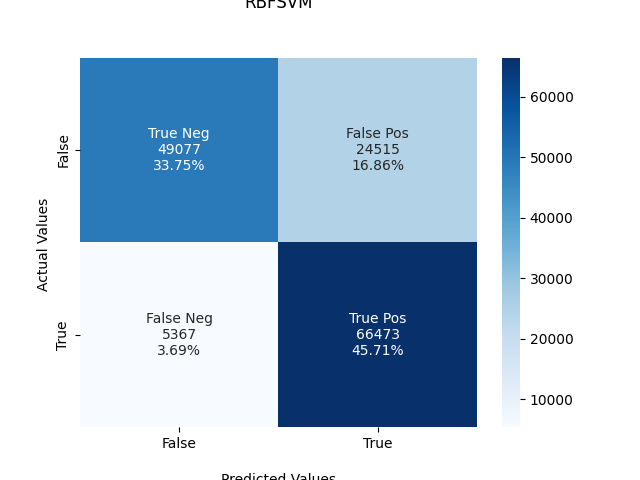 RBFSVM
True Neg
49077
33.75%
False Pos
24515
16.86%
False Neg
5367
3.69%
True Pos
66473
45.71%
False
True
Actual Values
False
True
Predicted Values
60000
50000
40000
30000
20000
10000